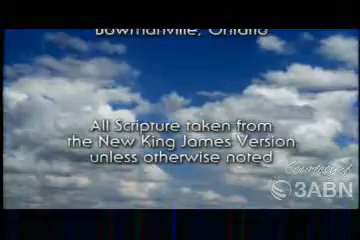 Bowmanville, Ontario
All Scripture taken from
the New King James Version
unless otherwise noted
Courtesy of
3ABN